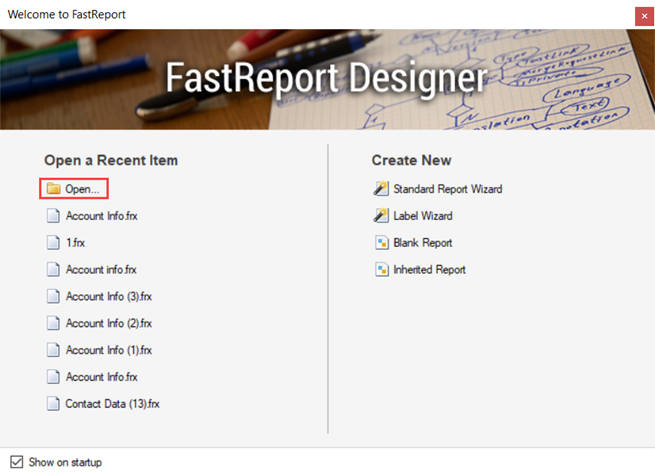 Welcome to FastReport
FastReport Designer
Language
Text
Open a Recent Item
Open...
Account Info.frx
1.frx
Account info.frx
Account Info (3).frx
Account Info (2).frx
Account Info (1).frx
Account Info.frx
Contact Data (13).frx
Create New
Standard Report Wizard
Label Wizard
Blank Report
Inherited Report
Show on startup